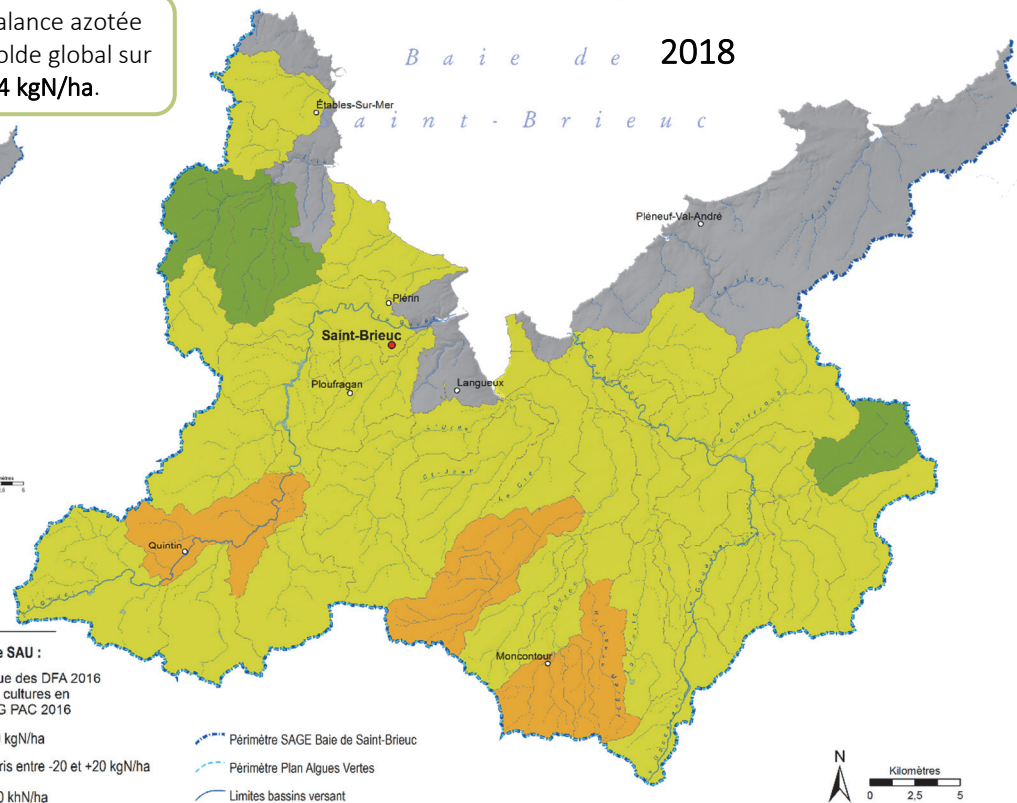 alance azotée
olde global sur
4 kgN/ha.
2018
Baie de
Saint-Brieuc
Étables-Sur-Mer
Pléneuf-Val-André
Plérin
Saint-Brieuc
Ploufragan
Langueux
L'Urne
Quintin
Moncontour
e SAU :
ue des DFA 2016
cultures en
G PAC 2016
kgN/ha
ris entre -20 et +20 kgN/ha
0 khN/ha
Périmètre SAGE Baie de Saint-Brieuc
Périmètre Plan Algues Vertes
Limites bassins versant
N
Kilomètres
0 2,5 5